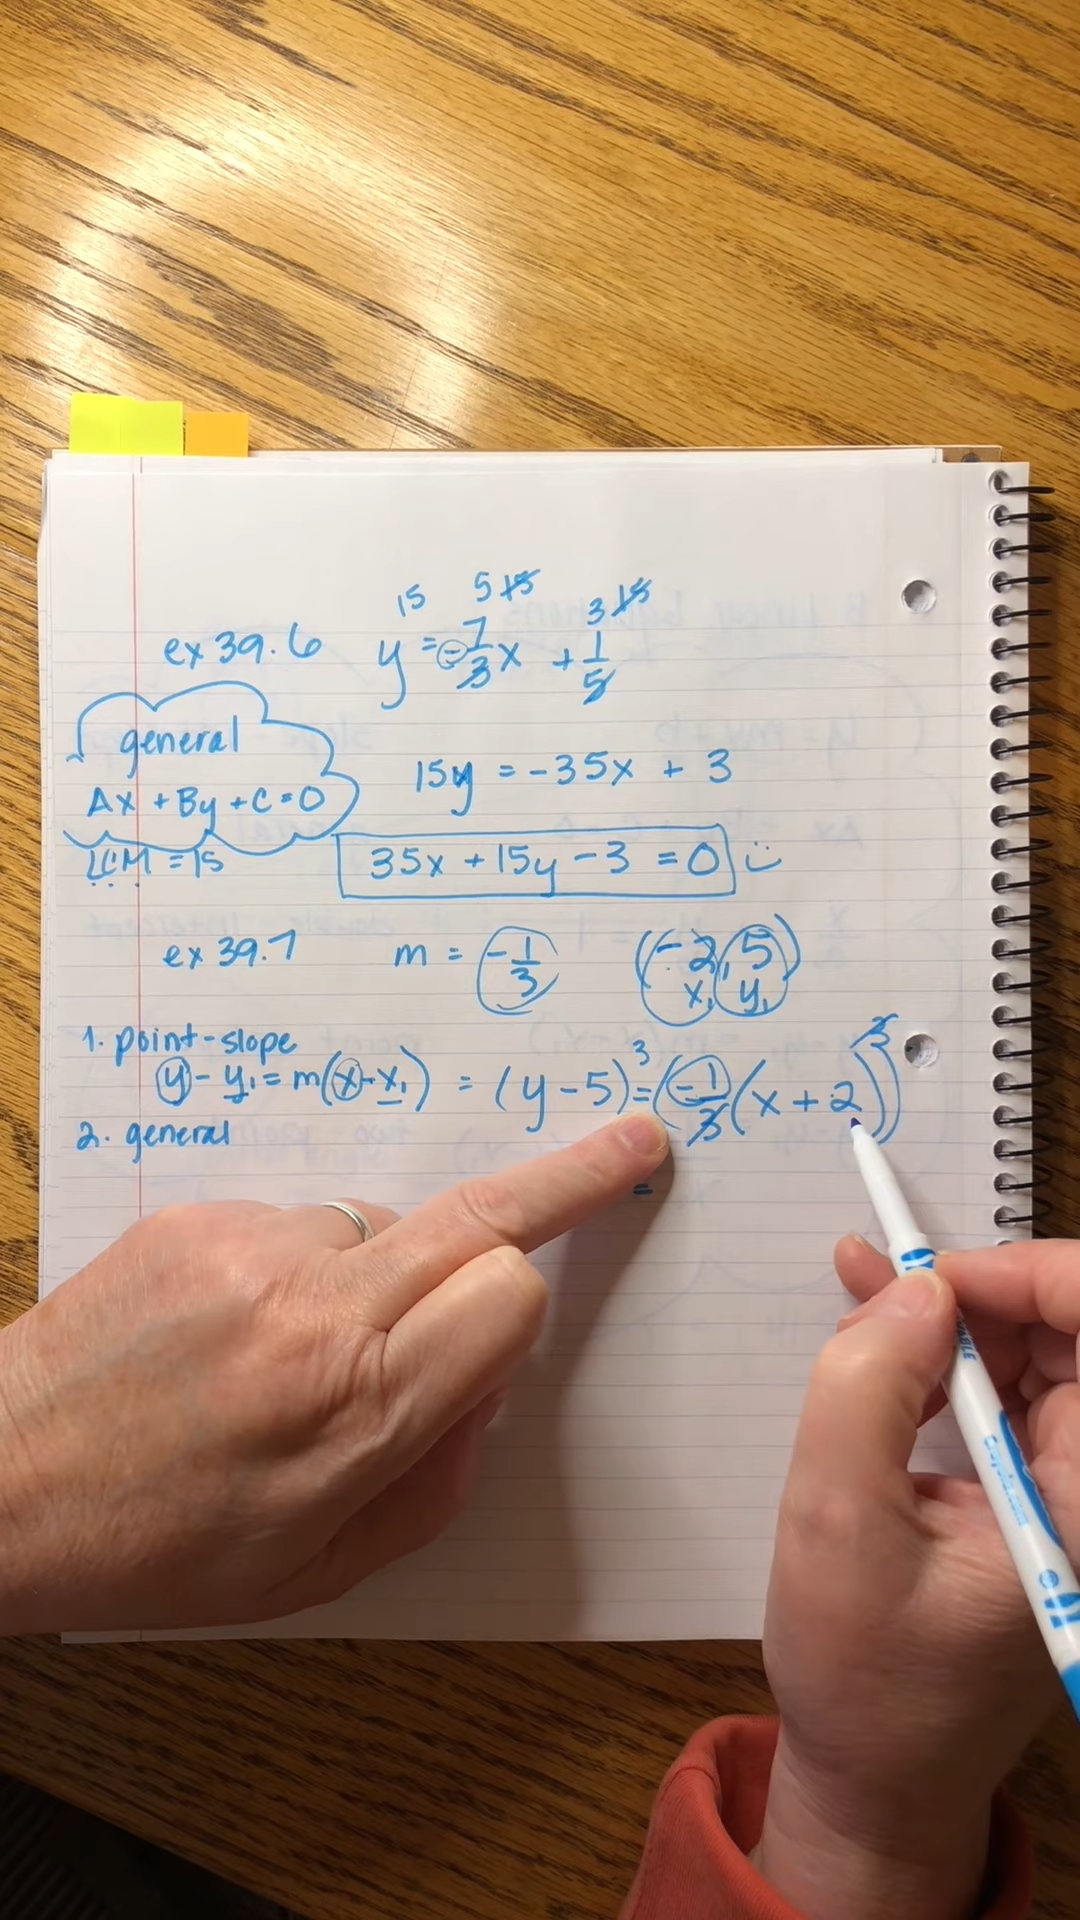 15 5 15 3 15
ex 39.6 y = -7/3 x + 1/5
general
Ax + By + C = 0
15y = -35x + 3
LCM = 15
35x + 15y - 3 = 0
ex 39.7 m = -1/3 (-2, 5)
x₁ y₁
1. point-slope
y - y₁ = m(x - x₁) = (y - 5)3 = (-1/3(x + 2))3
2. general
=